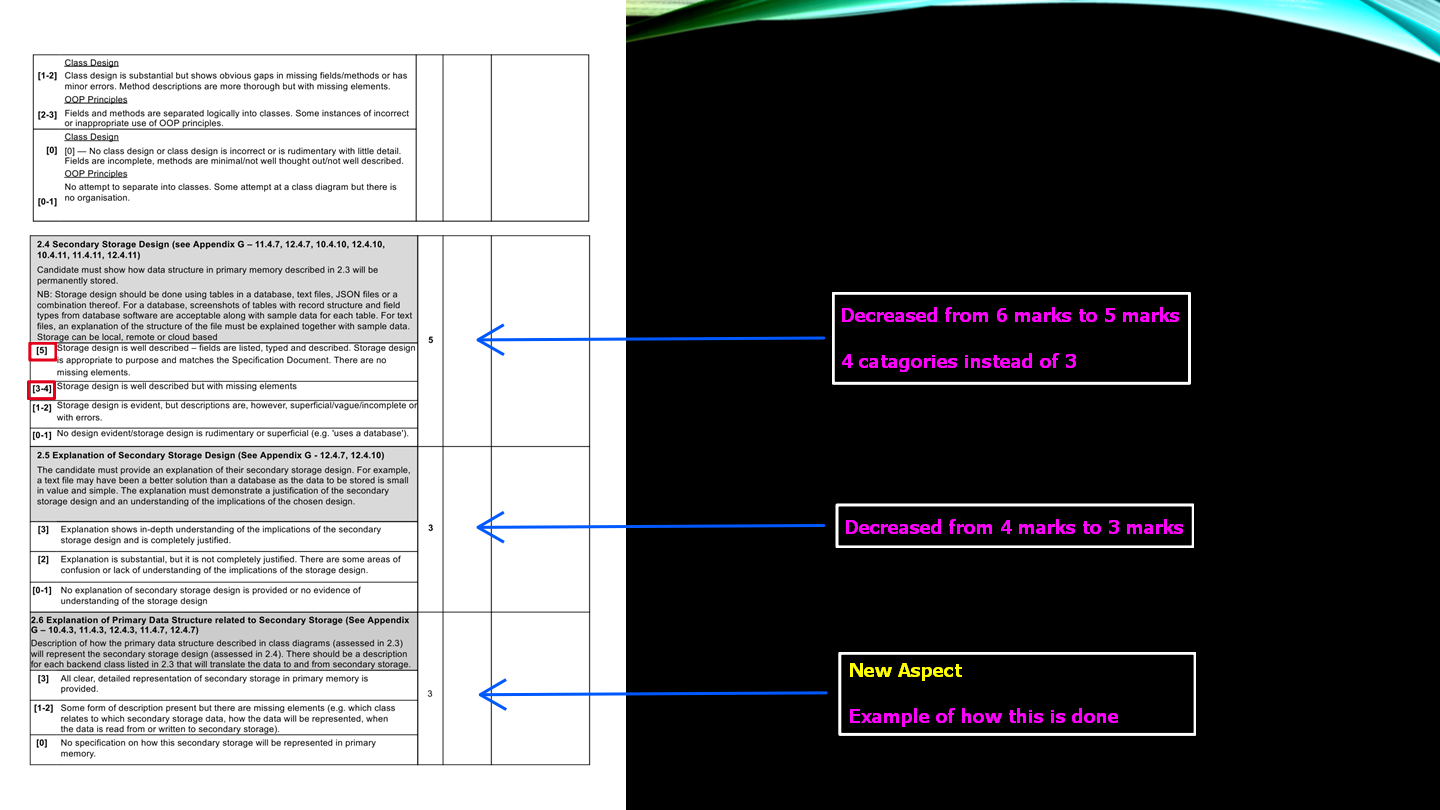 Class Design
[1-2] Class design is substantial but shows obvious gaps in missing fields/methods or has
minor errors. Method descriptions are more thorough but with missing elements.
OOP Principles
[2-3] Fields and methods are separated logically into classes. Some instances of incorrect
or inappropriate use of OOP principles.
Class Design
[0] [0] — No class design or class design is incorrect or is rudimentary with little detail.
Fields are incomplete, methods are minimal/not well thought out/not well described.
OOP Principles
No attempt to separate into classes. Some attempt at a class diagram but there is
[0-1] no organisation.
2.4 Secondary Storage Design (see Appendix G – 11.4.7, 12.4.7, 10.4.10, 12.4.10,
10.4.11, 11.4.11, 12.4.11)
Candidate must show how data structure in primary memory described in 2.3 will be
permanently stored.
NB: Storage design should be done using tables in a database, text files, JSON files or a
combination thereof. For a database, screenshots of tables with record structure and field
types from database software are acceptable along with sample data for each table. For text
files, an explanation of the structure of the file must be explained together with sample data.
Storage can be local, remote or cloud based
5
[5] Storage design is well described – fields are listed, typed and described. Storage design
is appropriate to purpose and matches the Specification Document. There are no
missing elements.
[3-4] Storage design is well described but with missing elements
[1-2] Storage design is evident, but descriptions are, however, superficial/vague/incomplete or
with errors.
[0-1] No design evident/storage design is rudimentary or superficial (e.g. 'uses a database').
2.5 Explanation of Secondary Storage Design (See Appendix G - 12.4.7, 12.4.10)
The candidate must provide an explanation of their secondary storage design. For example,
a text file may have been a better solution than a database as the data to be stored is small
in value and simple. The explanation must demonstrate a justification of the secondary
storage design and an understanding of the implications of the chosen design.
3
[3] Explanation shows in-depth understanding of the implications of the secondary
storage design and is completely justified.
[2] Explanation is substantial, but it is not completely justified. There are some areas of
confusion or lack of understanding of the implications of the storage design.
[0-1] No explanation of secondary storage design is provided or no evidence of
understanding of the storage design
2.6 Explanation of Primary Data Structure related to Secondary Storage (See Appendix
G – 10.4.3, 11.4.3, 12.4.3, 11.4.7, 12.4.7)
Description of how the primary data structure described in class diagrams (assessed in 2.3)
will represent the secondary storage design (assessed in 2.4). There should be a description
for each backend class listed in 2.3 that will translate the data to and from secondary storage.
3
[3] All clear, detailed representation of secondary storage in primary memory is
provided.
[1-2] Some form of description present but there are missing elements (e.g. which class
relates to which secondary storage data, how the data will be represented, when
the data is read from or written to secondary storage).
[0] No specification on how this secondary storage will be represented in primary
memory.
Decreased from 6 marks to 5 marks
4 catagories instead of 3
Decreased from 4 marks to 3 marks
New Aspect
Example of how this is done